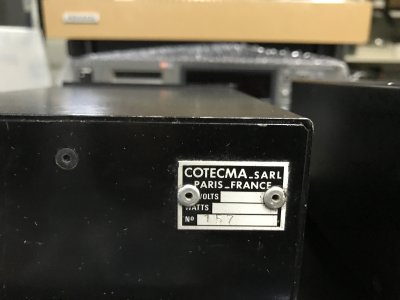 COTECMA_SARL
PARIS_FRANCE
VOLTS
WATTS
Nº 157